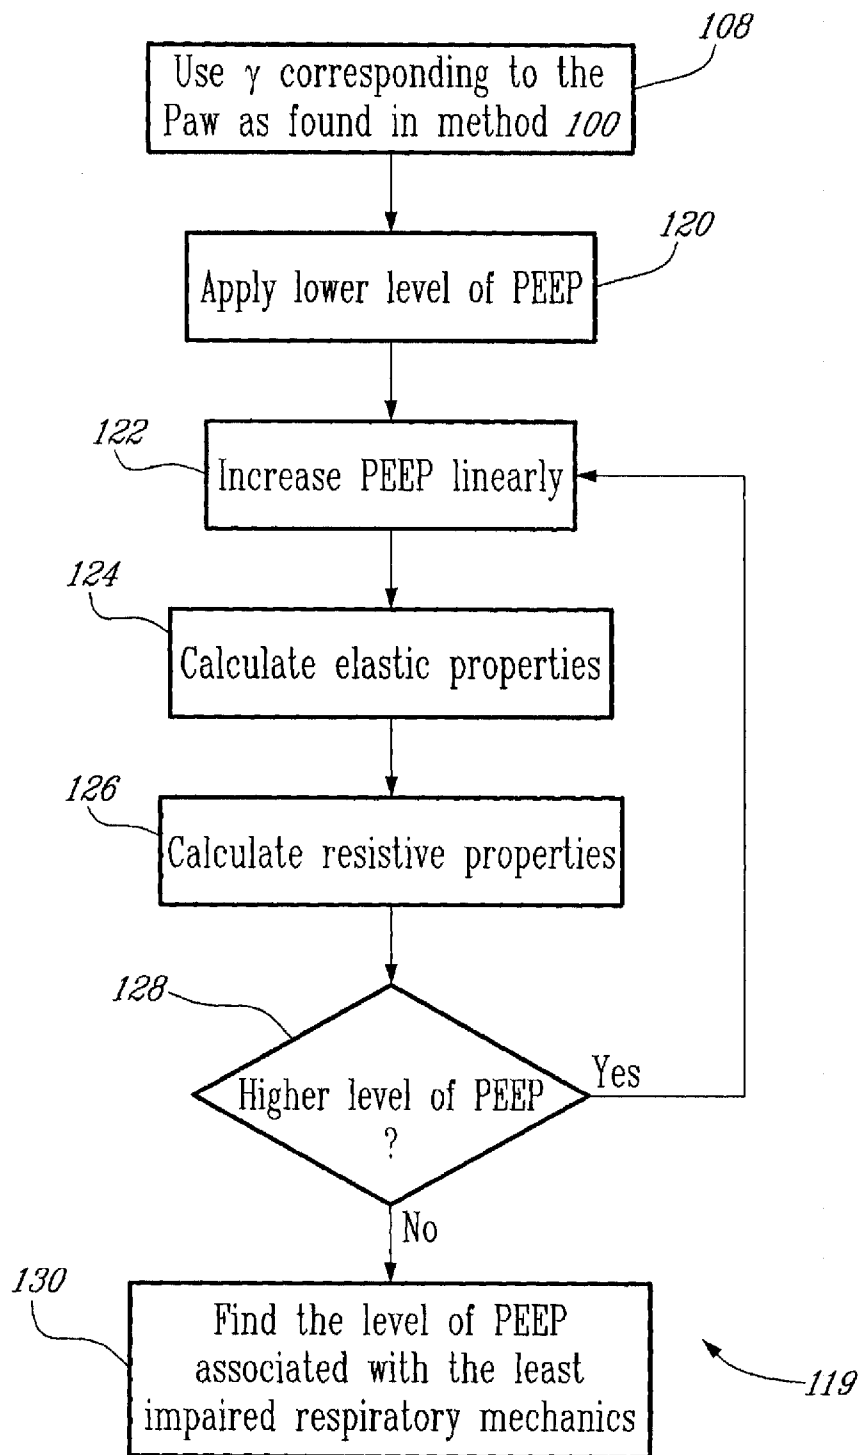 108
Use γ corresponding to the
Paw as found in method 100
120
Apply lower level of PEEP
122
Increase PEEP linearly
124
Calculate elastic properties
126
Calculate resistive properties
128
Higher level of PEEP
?
Yes
No
130
Find the level of PEEP
associated with the least
impaired respiratory mechanics
119